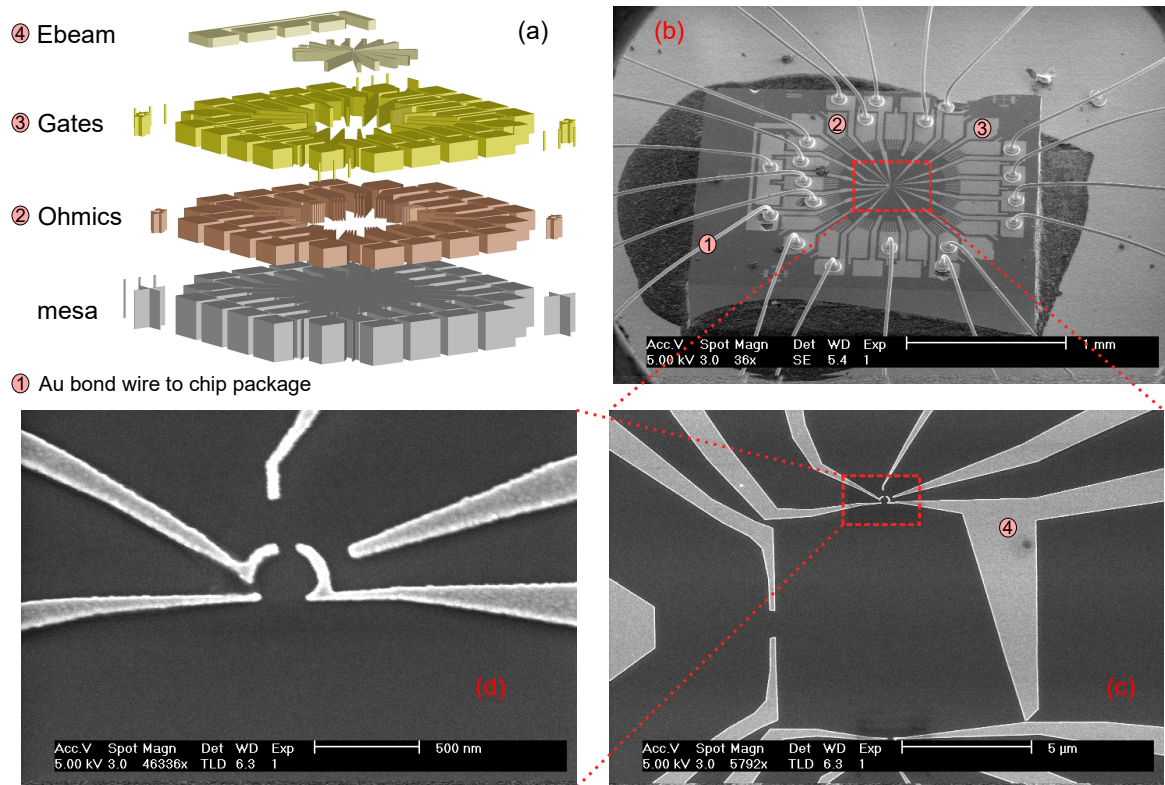 ④ Ebeam
(a)
③ Gates
② Ohmics
mesa
① Au bond wire to chip package
(b)
②
③
①
Acc.V Spot Magn Det WD Exp
5.00 kV 3.0 36x SE 5.4 1
1 mm
(d)
Acc.V Spot Magn Det WD Exp
5.00 kV 3.0 46336x TLD 6.3 1
500 nm
④
(c)
Acc.V Spot Magn Det WD Exp
5.00 kV 3.0 5792x TLD 6.3 1
5 µm